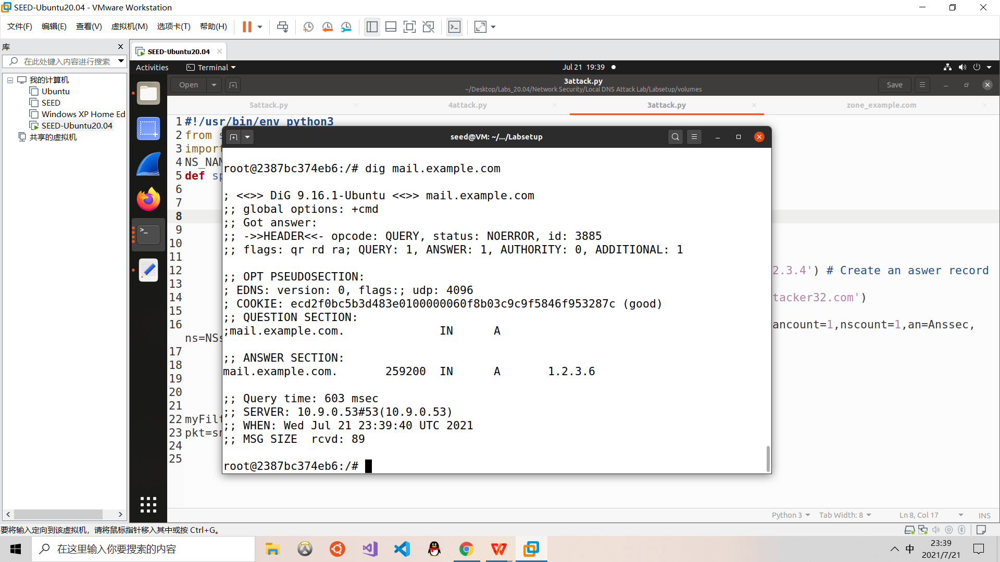 SEED-Ubuntu20.04 - VMware Workstation
文件(F) 编辑(E) 查看(V) 虚拟机(M) 选项卡(T) 帮助(H)
库
在此处键入内容进行搜索
我的计算机
Ubuntu
SEED
Windows XP Home Ed
SEED-Ubuntu20.04
共享的虚拟机
SEED-Ubuntu20.04
Activities Terminal Jul 21 19:39
Open 3attack.py Save
~/Desktop/Labs_20.04/Network Security/Local DNS Attack Lab/Labsetup/volumes
5attack.py 4attack.py 3attack.py zone_example.com
1 #!/usr/bin/env python3
2 from s
3 import
4 NS_NAM
5 def sp
6
7
8
9
10
11
12 2.3.4') # Create an aswer record
13
14 tacker32.com')
15
16 ancount=1,nscount=1,an=Anssec,
ns=NSs
17
18
19
20
21
22 myFilt
23 pkt=sn
24
25
seed@VM: ~/.../Labsetup
root@2387bc374eb6:/# dig mail.example.com
; <<>> DiG 9.16.1-Ubuntu <<>> mail.example.com
;; global options: +cmd
;; Got answer:
;; ->>HEADER<<- opcode: QUERY, status: NOERROR, id: 3885
;; flags: qr rd ra; QUERY: 1, ANSWER: 1, AUTHORITY: 0, ADDITIONAL: 1
;; OPT PSEUDOSECTION:
; EDNS: version: 0, flags:; udp: 4096
; COOKIE: ecd2f0bc5b3d483e0100000060f8b03c9c9f5846f953287c (good)
;; QUESTION SECTION:
;mail.example.com. IN A
;; ANSWER SECTION:
mail.example.com. 259200 IN A 1.2.3.6
;; Query time: 603 msec
;; SERVER: 10.9.0.53#53(10.9.0.53)
;; WHEN: Wed Jul 21 23:39:40 UTC 2021
;; MSG SIZE rcvd: 89
root@2387bc374eb6:/#
Python 3 Tab Width: 8 Ln 8, Col 17 INS
要将输入定向到该虚拟机，请将鼠标指针移入其中或按 Ctrl+G。
在这里输入你要搜索的内容
中
23:39
2021/7/21